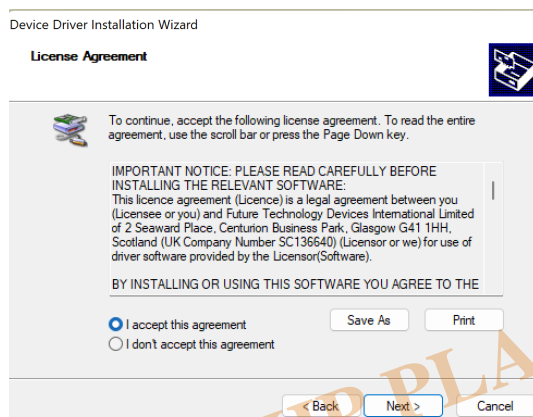 Device Driver Installation Wizard
License Agreement
To continue, accept the following license agreement. To read the entire
agreement, use the scroll bar or press the Page Down key.
IMPORTANT NOTICE: PLEASE READ CAREFULLY BEFORE
INSTALLING THE RELEVANT SOFTWARE:
This licence agreement (Licence) is a legal agreement between you
(Licensee or you) and Future Technology Devices International Limited
of 2 Seaward Place, Centurion Business Park, Glasgow G41 1HH,
Scotland (UK Company Number SC136640) (Licensor or we) for use of
driver software provided by the Licensor(Software).
BY INSTALLING OR USING THIS SOFTWARE YOU AGREE TO THE
I accept this agreement
Save As
Print
I don't accept this agreement
< Back
Next >
Cancel